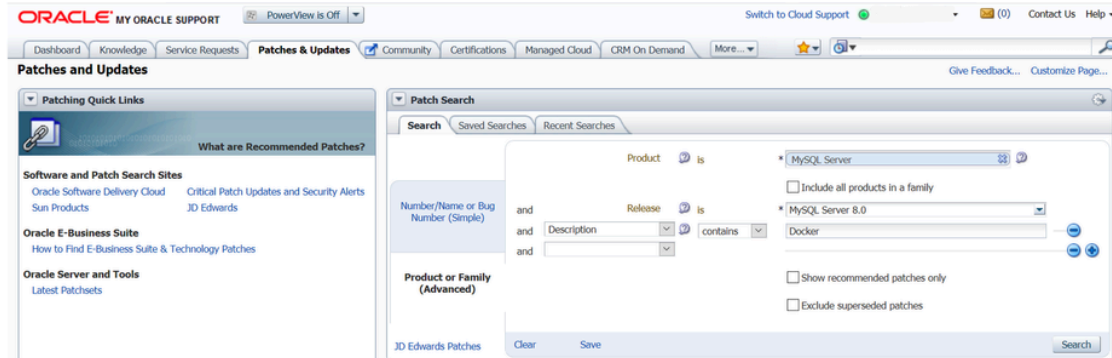 ORACLE MY ORACLE SUPPORT PowerView is Off Switch to Cloud Support (0) Contact Us Help
Dashboard Knowledge Service Requests Patches & Updates Community Certifications Managed Cloud CRM On Demand More...
Patches and Updates Give Feedback... Customize Page...
Patching Quick Links
What are Recommended Patches?
Software and Patch Search Sites
Oracle Software Delivery Cloud Critical Patch Updates and Security Alerts
Sun Products JD Edwards
Oracle E-Business Suite
How to Find E-Business Suite & Technology Patches
Oracle Server and Tools
Latest Patchsets
Patch Search
Search Saved Searches Recent Searches
Number/Name or Bug
Number (Simple)
Product or Family
(Advanced)
JD Edwards Patches
Product ? is * MySQL Server ?
Include all products in a family
and Release ? is * MySQL Server 8.0
and Description ? contains Docker
and
Show recommended patches only
Exclude superseded patches
Clear Save Search